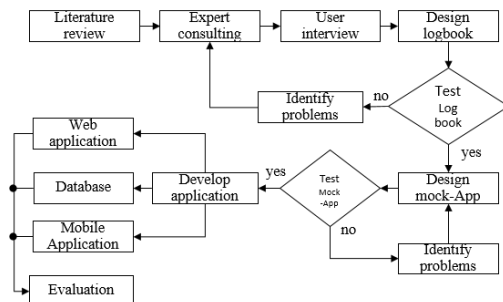 Literature
review
Expert
consulting
User
interview
Design
logbook
Test
Log
book
no
Identify
problems
yes
Web
application
Database
Mobile
Application
Evaluation
Develop
application
yes
Test
Mock
-App
no
Design
mock-App
Identify
problems